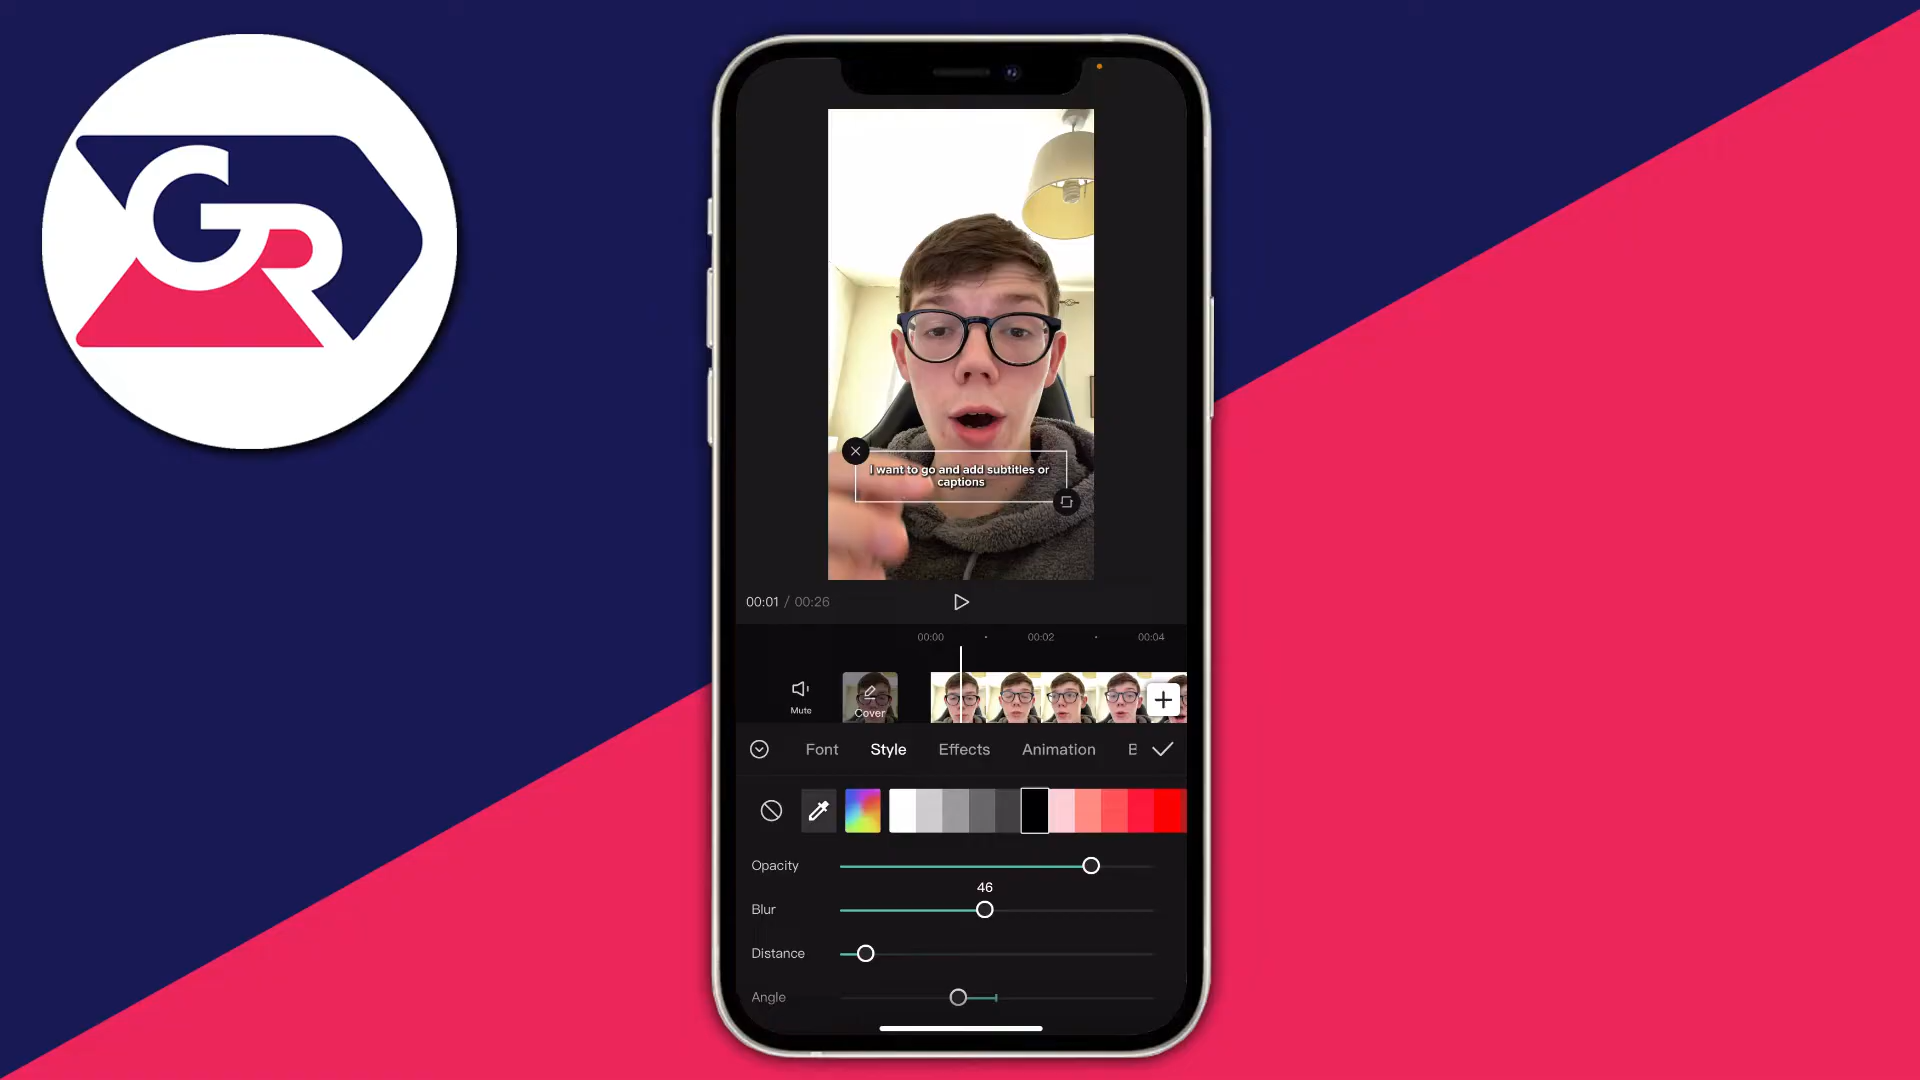 GR
I want to go and add subtitles or
captions
00:01 / 00:26
00:00 · 00:02 · 00:04
Mute
Cover
Font Style Effects Animation B
Opacity
46
Blur
Distance
Angle